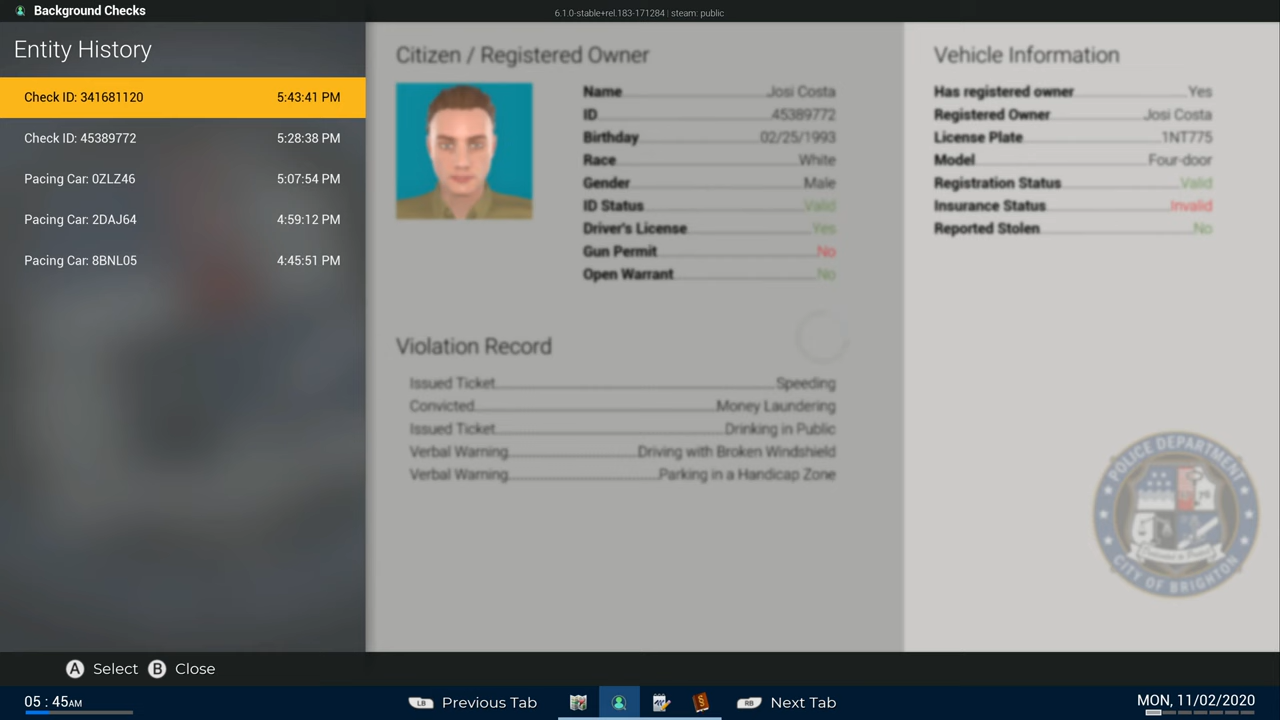 Background Checks
6.1.0-stable+rel.183-171284 | steam: public
Entity History
Check ID: 341681120 5:43:41 PM
Check ID: 45389772 5:28:38 PM
Pacing Car: 0ZLZ46 5:07:54 PM
Pacing Car: 2DAJ64 4:59:12 PM
Pacing Car: 8BNL05 4:45:51 PM
Citizen / Registered Owner
Name Josi Costa
ID 45389772
Birthday 02/25/1993
Race White
Gender Male
ID Status Valid
Driver's License Yes
Gun Permit No
Open Warrant No
Violation Record
Issued Ticket Speeding
Convicted Money Laundering
Issued Ticket Drinking in Public
Verbal Warning Driving with Broken Windshield
Verbal Warning Parking in a Handicap Zone
Vehicle Information
Has registered owner Yes
Registered Owner Josi Costa
License Plate 1NT775
Model Four-door
Registration Status Valid
Insurance Status Invalid
Reported Stolen No
POLICE DEPARTMENT
CITY OF BRIGHTON
A Select B Close
05 : 45AM
LB Previous Tab
RB Next Tab
MON, 11/02/2020